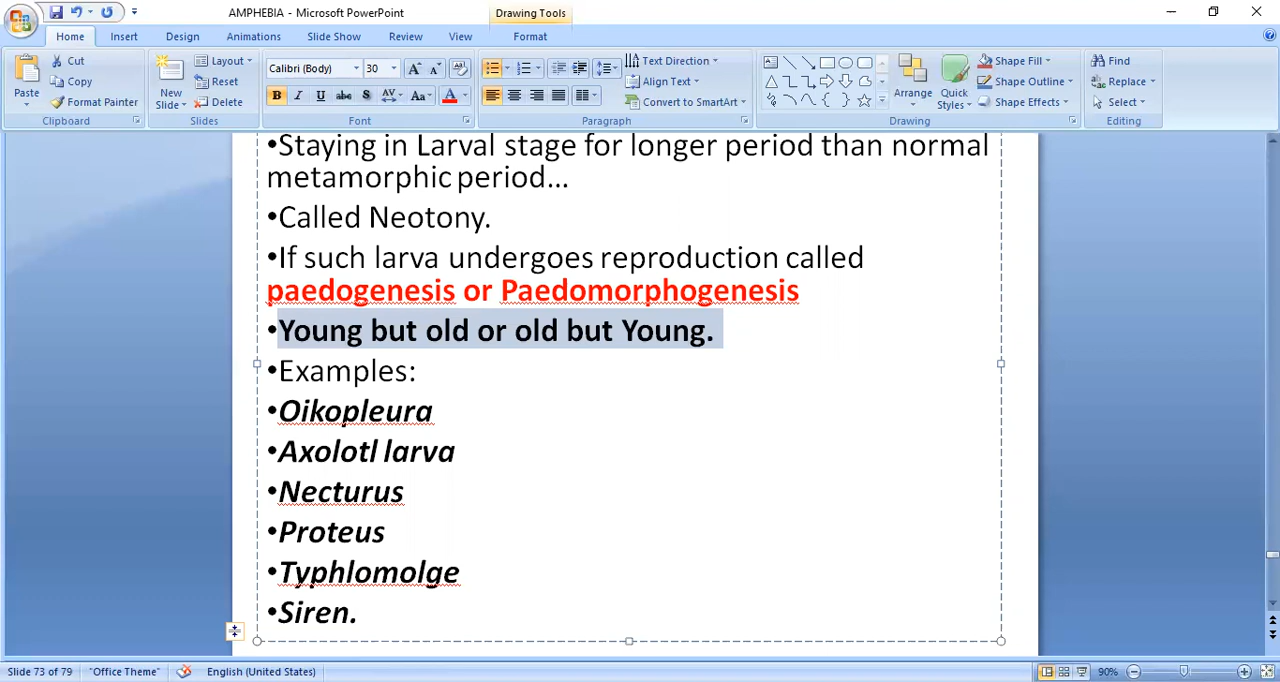 AMPHEBIA - Microsoft PowerPoint
Drawing Tools
Home Insert Design Animations Slide Show Review View Format
Paste
Cut
Copy
Format Painter
Clipboard
New Slide
Layout
Reset
Delete
Slides
Calibri (Body) 30
B I U abe S AV Aa A
Font
Text Direction
Align Text
Convert to SmartArt
Paragraph
Arrange
Quick Styles
Shape Fill
Shape Outline
Shape Effects
Drawing
Find
Replace
Select
Editing
•Staying in Larval stage for longer period than normal
metamorphic period...
•Called Neotony.
•If such larva undergoes reproduction called
paedogenesis or Paedomorphogenesis
•Young but old or old but Young.
•Examples:
•Oikopleura
•Axolotl larva
•Necturus
•Proteus
•Typhlomolge
•Siren.
Slide 73 of 79 "Office Theme" English (United States) 90%